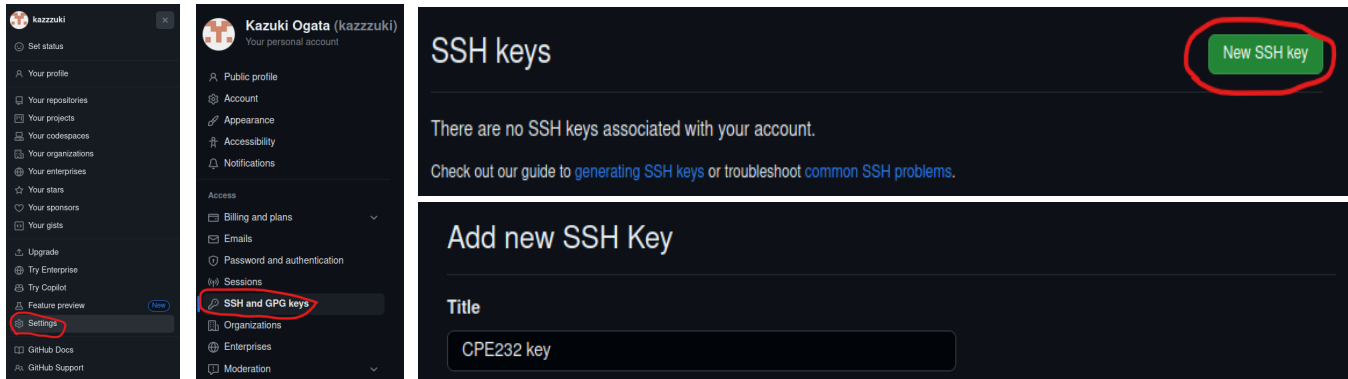 kazzzuki
Set status
Your profile
Your repositories
Your projects
Your codespaces
Your organizations
Your enterprises
Your stars
Your sponsors
Your gists
Upgrade
Try Enterprise
Try Copilot
Feature preview New
Settings
GitHub Docs
GitHub Support
Kazuki Ogata (kazzzuki)
Your personal account
Public profile
Account
Appearance
Accessibility
Notifications
Access
Billing and plans
Emails
Password and authentication
Sessions
SSH and GPG keys
Organizations
Enterprises
Moderation
SSH keys
New SSH key
There are no SSH keys associated with your account.
Check out our guide to generating SSH keys or troubleshoot common SSH problems.
Add new SSH Key
Title
CPE232 key